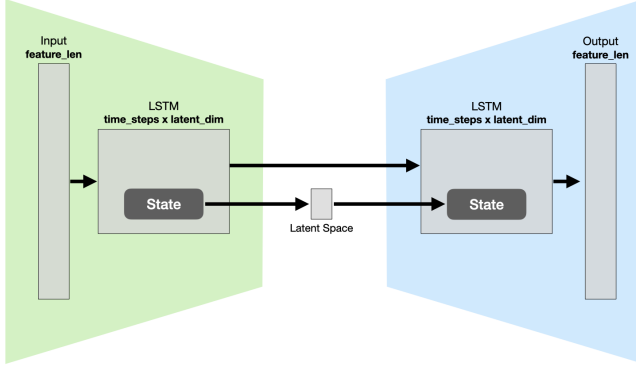 Input
feature_len
LSTM
time_steps x latent_dim
State
Latent Space
LSTM
time_steps x latent_dim
State
Output
feature_len